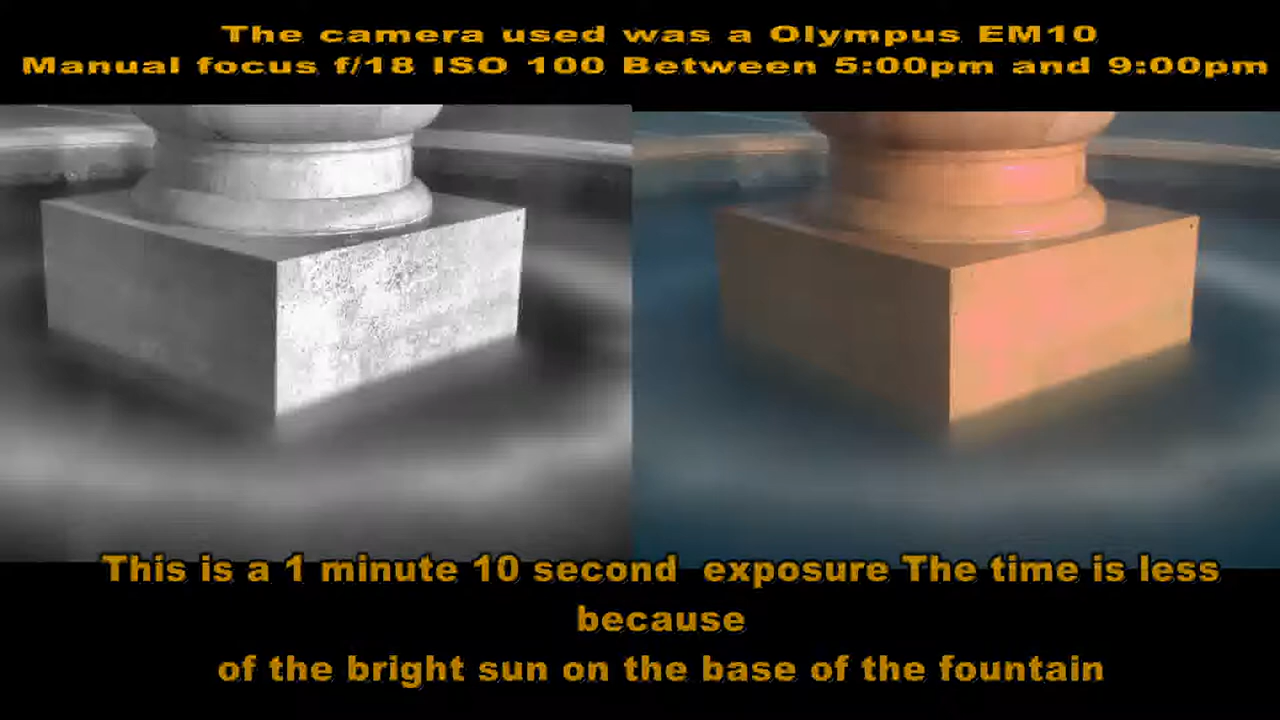 The camera used was a Olympus EM10
Manual focus f/18 ISO 100 Between 5:00pm and 9:00pm
This is a 1 minute 10 second exposure The time is less
because
of the bright sun on the base of the fountain